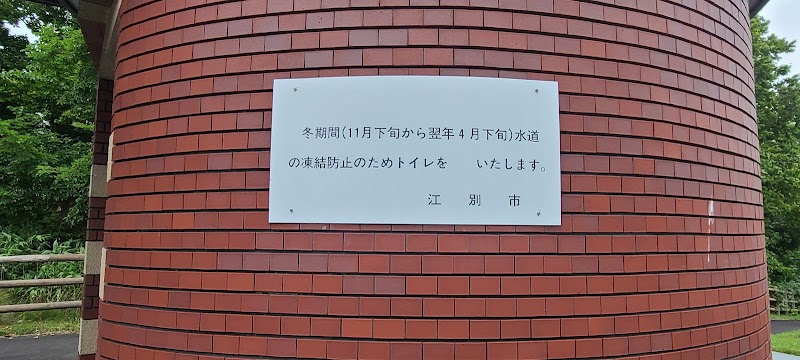 冬期間(11月下旬から翌年4月下旬)水道
の凍結防止のためトイレを　　いたします。
江　別　市